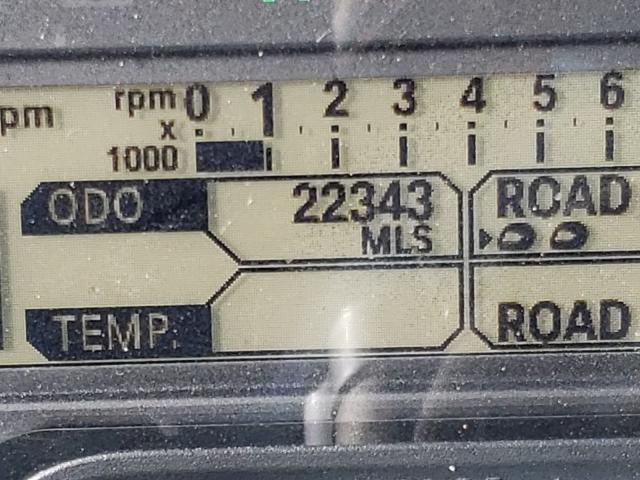 rpm 0 1 2 3 4 5 6
pm x
1000
ODO 22343 ROAD
MLS
TEMP. ROAD